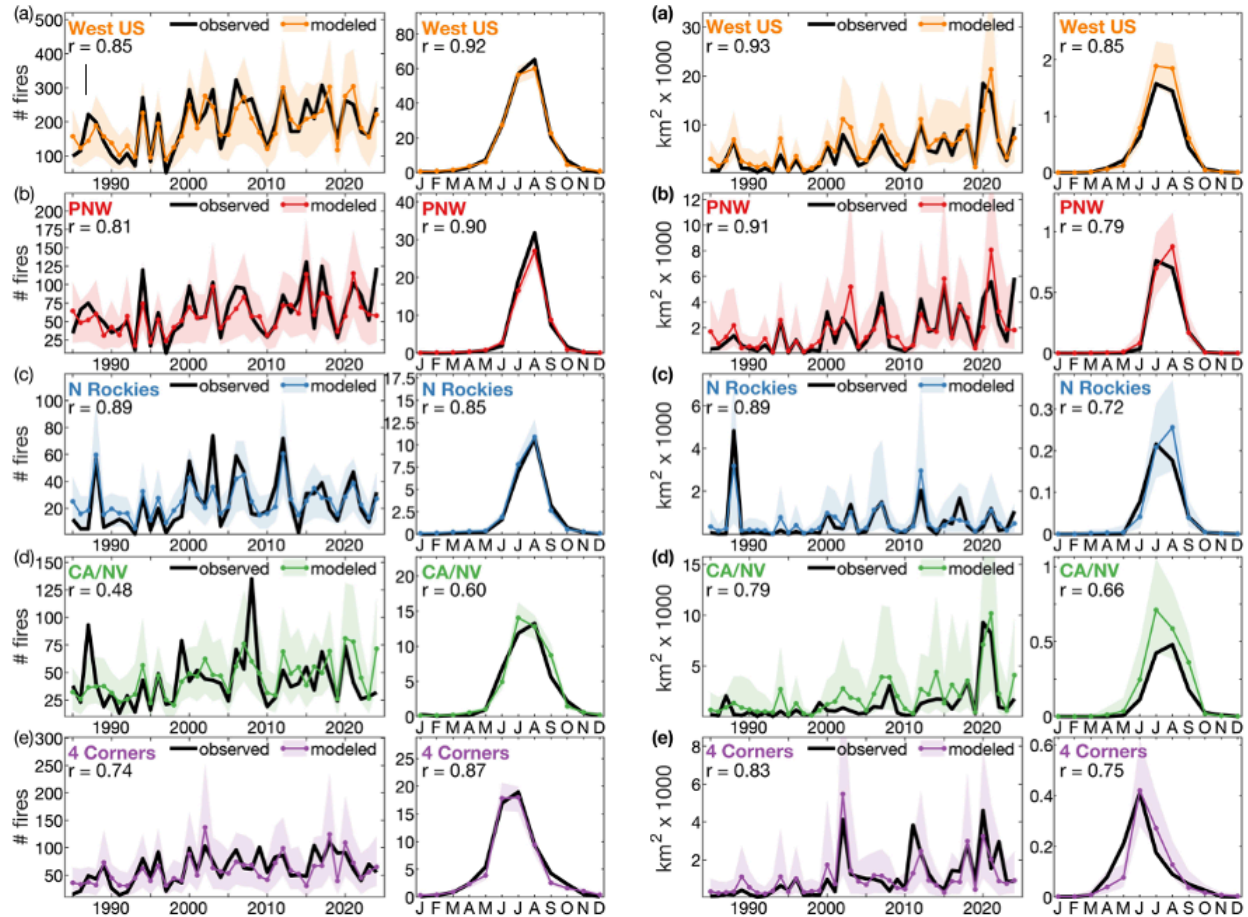 (a)
500
400
300
200
100
# fires
West US
r = 0.85
observed
modeled
1990
2000
2010
2020
80
60
40
20
0
West US
r = 0.92
J F M A M J J A S O N D
(a)
30
20
10
km² x 1000
West US
r = 0.93
observed
modeled
1990
2000
2010
2020
2
1
0
West US
r = 0.85
J F M A M J J A S O N D
(b)
200
175
150
125
100
75
50
25
# fires
PNW
r = 0.81
observed
modeled
1990
2000
2010
2020
40
30
20
10
0
PNW
r = 0.90
J F M A M J J A S O N D
(b)
12
10
8
6
4
2
km² x 1000
PNW
r = 0.91
observed
modeled
1990
2000
2010
2020
1
0.5
0
PNW
r = 0.79
J F M A M J J A S O N D
(c)
100
80
60
40
20
# fires
N Rockies
r = 0.89
observed
modeled
1990
2000
2010
2020
17.5
15
12.5
10
7.5
5
2.5
0
N Rockies
r = 0.85
J F M A M J J A S O N D
(c)
6
4
2
km² x 1000
N Rockies
r = 0.89
observed
modeled
1990
2000
2010
2020
0.3
0.2
0.1
0
N Rockies
r = 0.72
J F M A M J J A S O N D
(d)
150
125
100
75
50
25
# fires
CA/NV
r = 0.48
observed
modeled
1990
2000
2010
2020
20
15
10
5
0
CA/NV
r = 0.60
J F M A M J J A S O N D
(d)
15
10
5
km² x 1000
CA/NV
r = 0.79
observed
modeled
1990
2000
2010
2020
1
0.5
0
CA/NV
r = 0.66
J F M A M J J A S O N D
(e)
300
250
200
150
100
50
# fires
4 Corners
r = 0.74
observed
modeled
1990
2000
2010
2020
25
20
15
10
5
0
4 Corners
r = 0.87
J F M A M J J A S O N D
(e)
8
6
4
2
km² x 1000
4 Corners
r = 0.83
observed
modeled
1990
2000
2010
2020
0.6
0.4
0.2
0
4 Corners
r = 0.75
J F M A M J J A S O N D